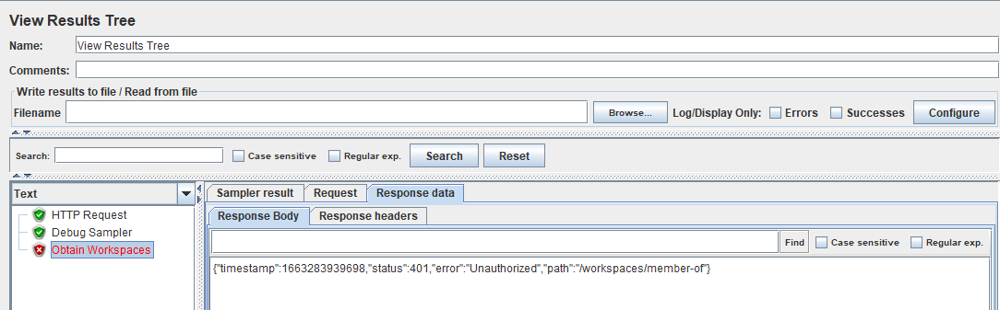 View Results Tree
Name: View Results Tree
Comments:
Write results to file / Read from file
Filename Browse... Log/Display Only: Errors Successes Configure
Search: Case sensitive Regular exp. Search Reset
Text Sampler result Request Response data
HTTP Request Response Body Response headers
Debug Sampler
Obtain Workspaces Find Case sensitive Regular exp.
{"timestamp":1663283939698,"status":401,"error":"Unauthorized","path":"/workspaces/member-of"}